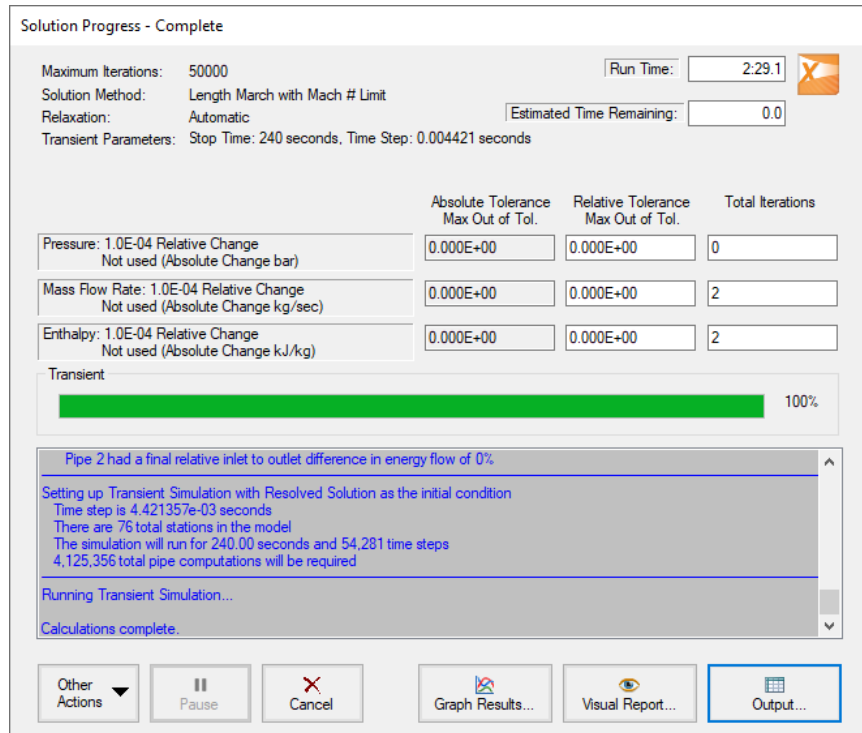 Solution Progress - Complete
Maximum Iterations: 50000
Solution Method: Length March with Mach # Limit
Relaxation: Automatic
Transient Parameters: Stop Time: 240 seconds, Time Step: 0.004421 seconds
Run Time: 2:29.1
X
Estimated Time Remaining: 0.0
Absolute Tolerance Relative Tolerance Total Iterations
Max Out of Tol. Max Out of Tol.
Pressure: 1.0E-04 Relative Change
Not used (Absolute Change bar)
0.000E+00 0.000E+00 0
Mass Flow Rate: 1.0E-04 Relative Change
Not used (Absolute Change kg/sec)
0.000E+00 0.000E+00 2
Enthalpy: 1.0E-04 Relative Change
Not used (Absolute Change kJ/kg)
0.000E+00 0.000E+00 2
Transient
100%
Pipe 2 had a final relative inlet to outlet difference in energy flow of 0%
Setting up Transient Simulation with Resolved Solution as the initial condition
Time step is 4.421357e-03 seconds
There are 76 total stations in the model
The simulation will run for 240.00 seconds and 54,281 time steps
4,125,356 total pipe computations will be required
Running Transient Simulation...
Calculations complete.
Other Actions
Pause
Cancel
Graph Results...
Visual Report...
Output...